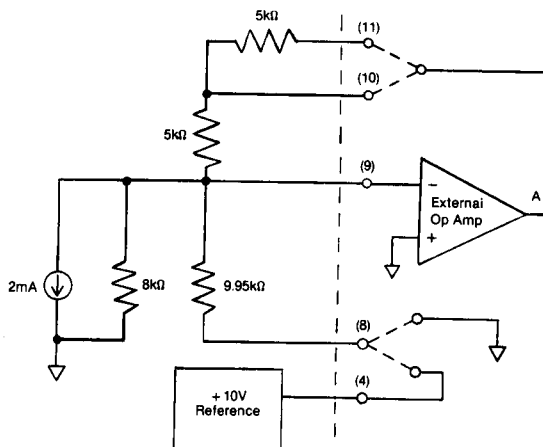 5kΩ
(11)
(10)
5kΩ
(9)
−
External
Op Amp
+
A
2mA
8kΩ
9.95kΩ
(8)
(4)
+10V
Reference